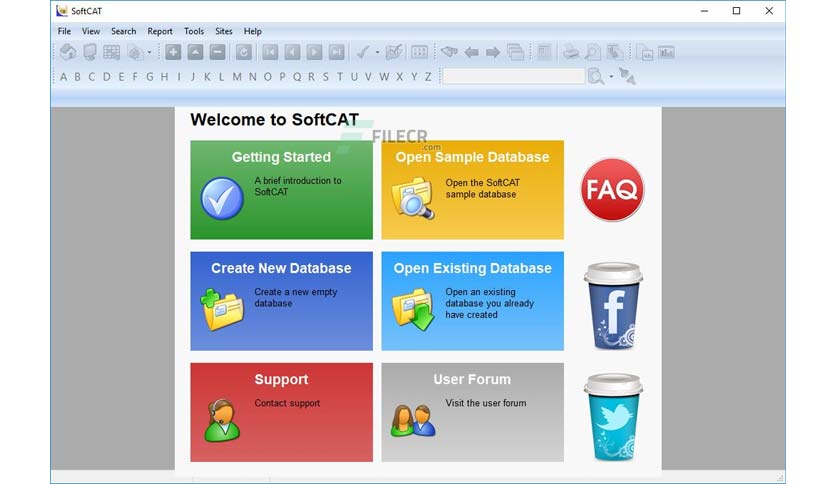 SoftCAT
File View Search Report Tools Sites Help
A B C D E F G H I J K L M N O P Q R S T U V W X Y Z
Welcome to SoftCAT
FILECR
.com
Getting Started
A brief introduction to
SoftCAT
Open Sample Database
Open the SoftCAT
sample database
FAQ
Create New Database
Create a new empty
database
Open Existing Database
Open an existing
database you already
have created
f
Support
Contact support
User Forum
Visit the user forum